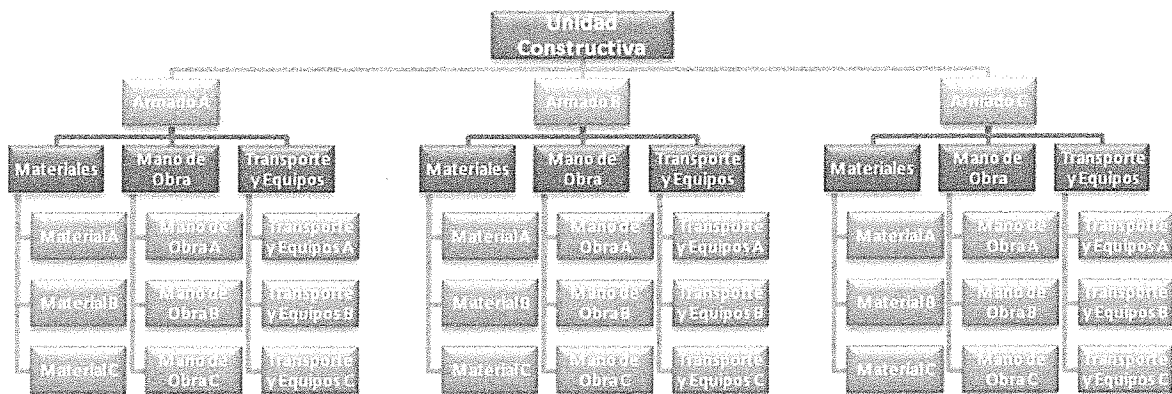 Unidad
Constructiva
Armado A
Armado B
Armado C
Materiales
Mano de
Obra
Transporte
y Equipos
Materiales
Mano de
Obra
Transporte
y Equipos
Materiales
Mano de
Obra
Transporte
y Equipos
Material A
Mano de
Obra A
Transporte
y Equipos A
Material A
Mano de
Obra A
Transporte
y Equipos A
Material A
Mano de
Obra A
Transporte
y Equipos A
Material B
Mano de
Obra B
Transporte
y Equipos B
Material B
Mano de
Obra B
Transporte
y Equipos B
Material B
Mano de
Obra B
Transporte
y Equipos B
Material C
Mano de
Obra C
Transporte
y Equipos C
Material C
Mano de
Obra C
Transporte
y Equipos C
Material C
Mano de
Obra C
Transporte
y Equipos C